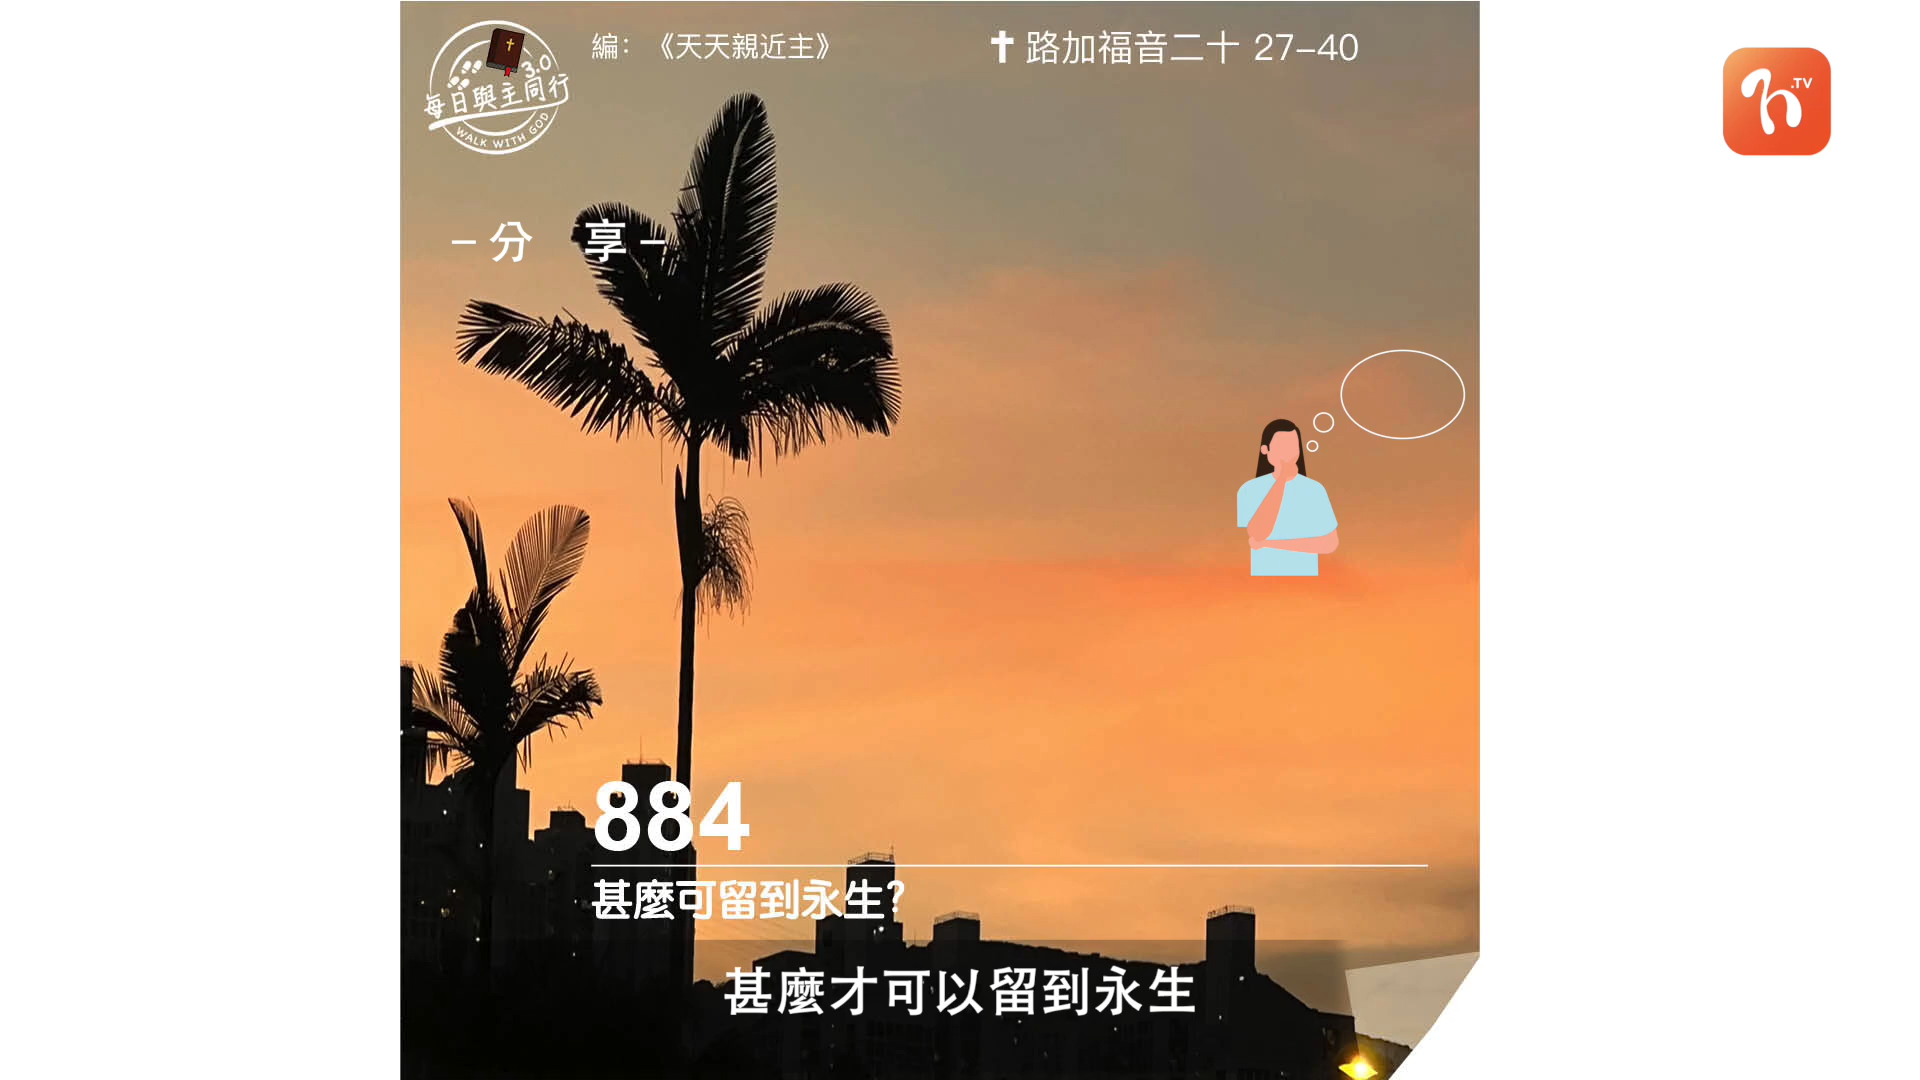 編：《天天親近主》
✝ 路加福音二十 27-40
.TV
3.0
每日與主同行
WALK WITH GOD
- 分 享 -
884
甚麼可留到永生?
甚麼才可以留到永生